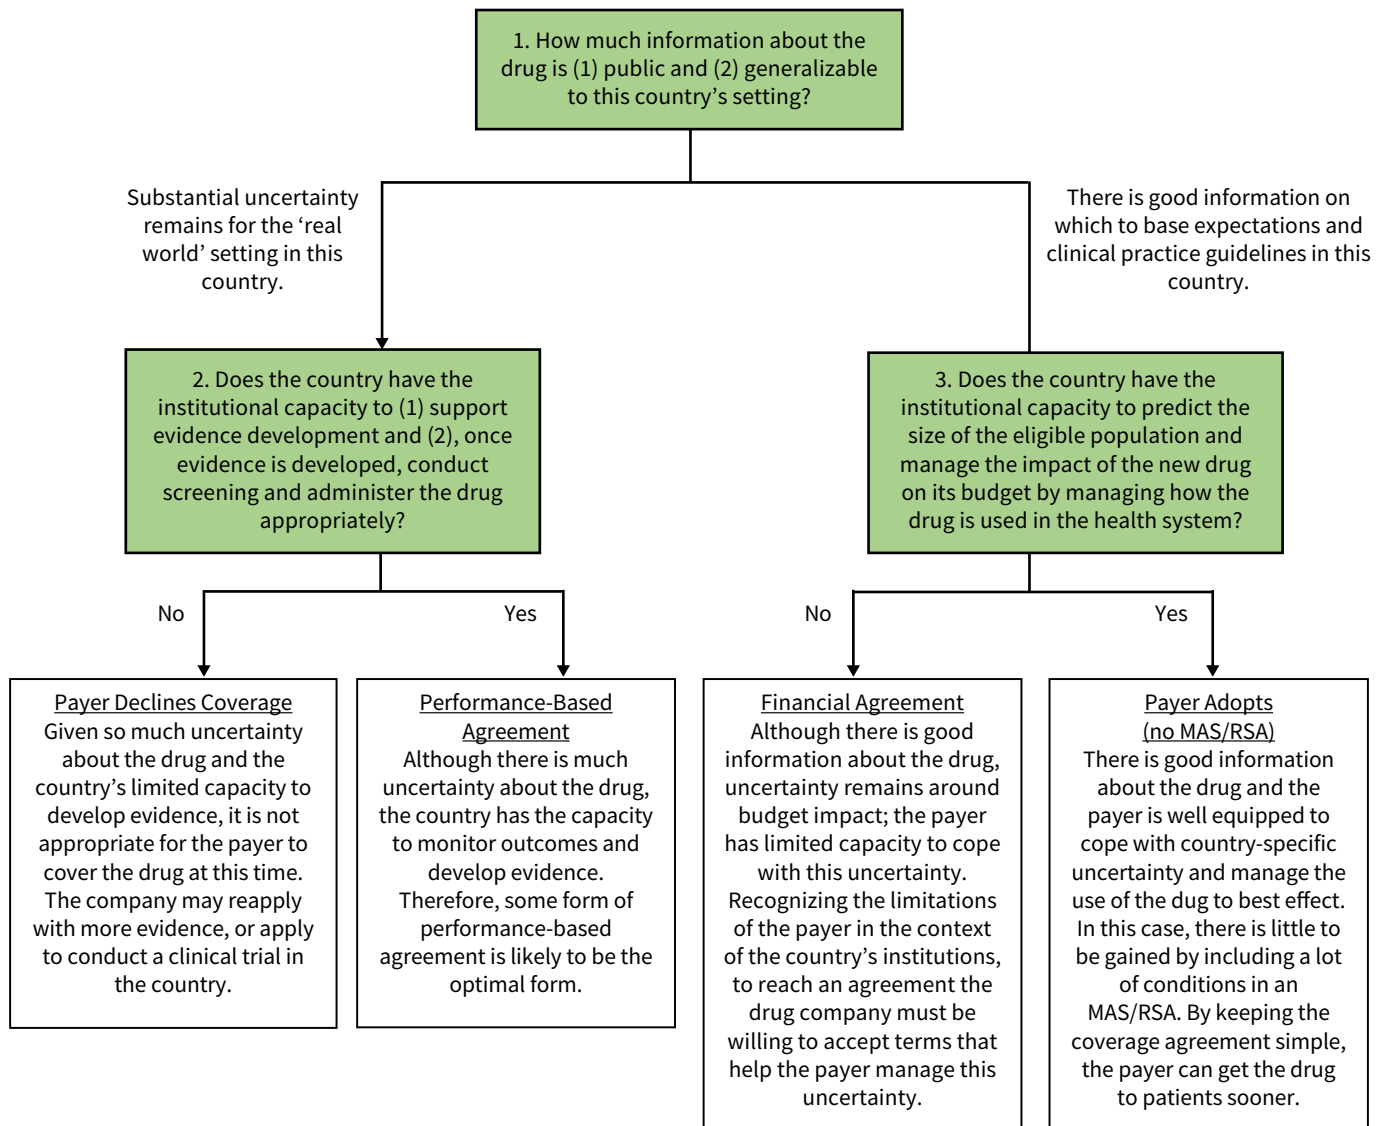 1. How much information about the
drug is (1) public and (2) generalizable
to this country’s setting?
Substantial uncertainty
remains for the ‘real
world’ setting in this
country.
There is good information on
which to base expectations and
clinical practice guidelines in this
country.
2. Does the country have the
institutional capacity to (1) support
evidence development and (2), once
evidence is developed, conduct
screening and administer the drug
appropriately?
3. Does the country have the
institutional capacity to predict the
size of the eligible population and
manage the impact of the new drug
on its budget by managing how the
drug is used in the health system?
No
Yes
No
Yes
Payer Declines Coverage
Given so much uncertainty
about the drug and the
country’s limited capacity to
develop evidence, it is not
appropriate for the payer to
cover the drug at this time.
The company may reapply
with more evidence, or apply
to conduct a clinical trial in
the country.
Performance-Based
Agreement
Although there is much
uncertainty about the drug,
the country has the capacity
to monitor outcomes and
develop evidence.
Therefore, some form of
performance-based
agreement is likely to be the
optimal form.
Financial Agreement
Although there is good
information about the drug,
uncertainty remains around
budget impact; the payer
has limited capacity to cope
with this uncertainty.
Recognizing the limitations
of the payer in the context
of the country’s institutions,
to reach an agreement the
drug company must be
willing to accept terms that
help the payer manage this
uncertainty.
Payer Adopts
(no MAS/RSA)
There is good information
about the drug and the
payer is well equipped to
cope with country-specific
uncertainty and manage the
use of the dug to best effect.
In this case, there is little to
be gained by including a lot
of conditions in an
MAS/RSA. By keeping the
coverage agreement simple,
the payer can get the drug
to patients sooner.